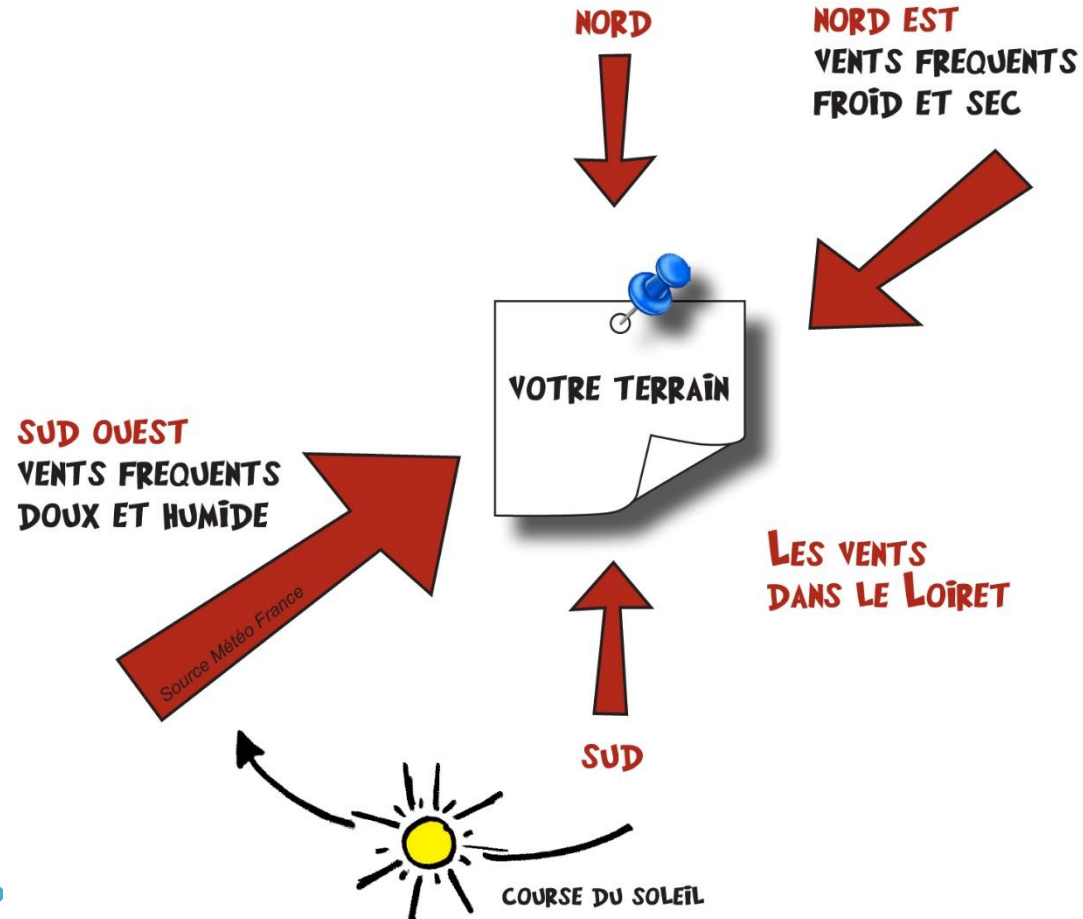 NORD
NORD EST
VENTS FREQUENTS
FROID ET SEC
VOTRE TERRAIN
SUD OUEST
VENTS FREQUENTS
DOUX ET HUMIDE
Source Météo France
LES VENTS
DANS LE LOIRET
SUD
COURSE DU SOLEIL